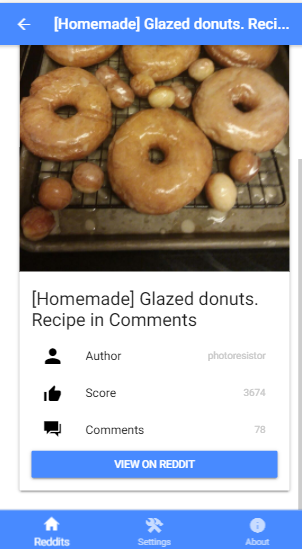 [Homemade] Glazed donuts. Reci...
[Homemade] Glazed donuts.
Recipe in Comments
Author photoresistor
Score 3674
Comments 78
VIEW ON REDDIT
Reddits Settings About